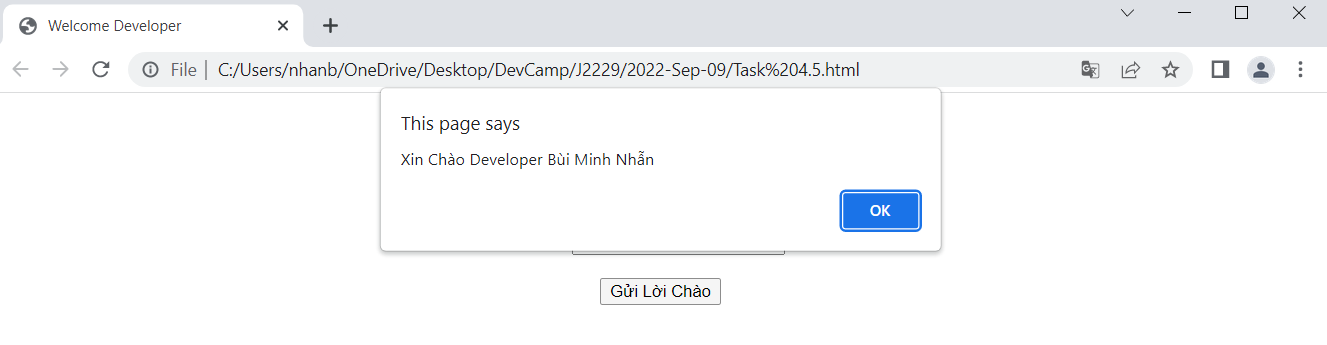 Welcome Developer
File | C:/Users/nhanb/OneDrive/Desktop/DevCamp/J2229/2022-Sep-09/Task%204.5.html
This page says
Xin Chào Developer Bùi Minh Nhẫn
OK
Gửi Lời Chào